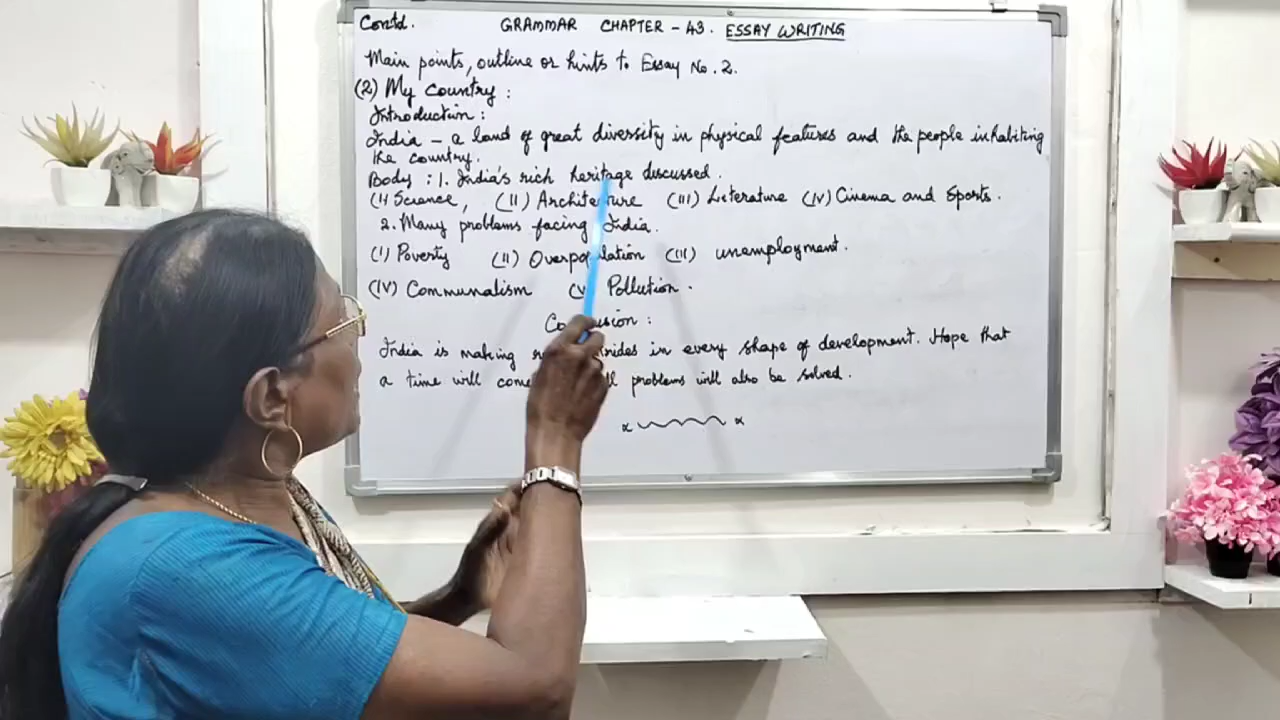 Contd. GRAMMAR CHAPTER - 43. ESSAY WRITING
Main points, outline or hints to Essay No. 2.
(2) My country :
Introduction :
India - a land of great diversity in physical features and the people inhabiting
the country.
Body : 1. India's rich heritage discussed.
(I) Science, (II) Architecture (III) Literature (IV) Cinema and Sports.
2. Many problems facing India.
(I) Poverty (II) Overpopulation (III) unemployment.
(IV) Communalism (V Pollution.
Conclusion :
India is making in every shape of development. Hope that
a time will come problems will also be solved.